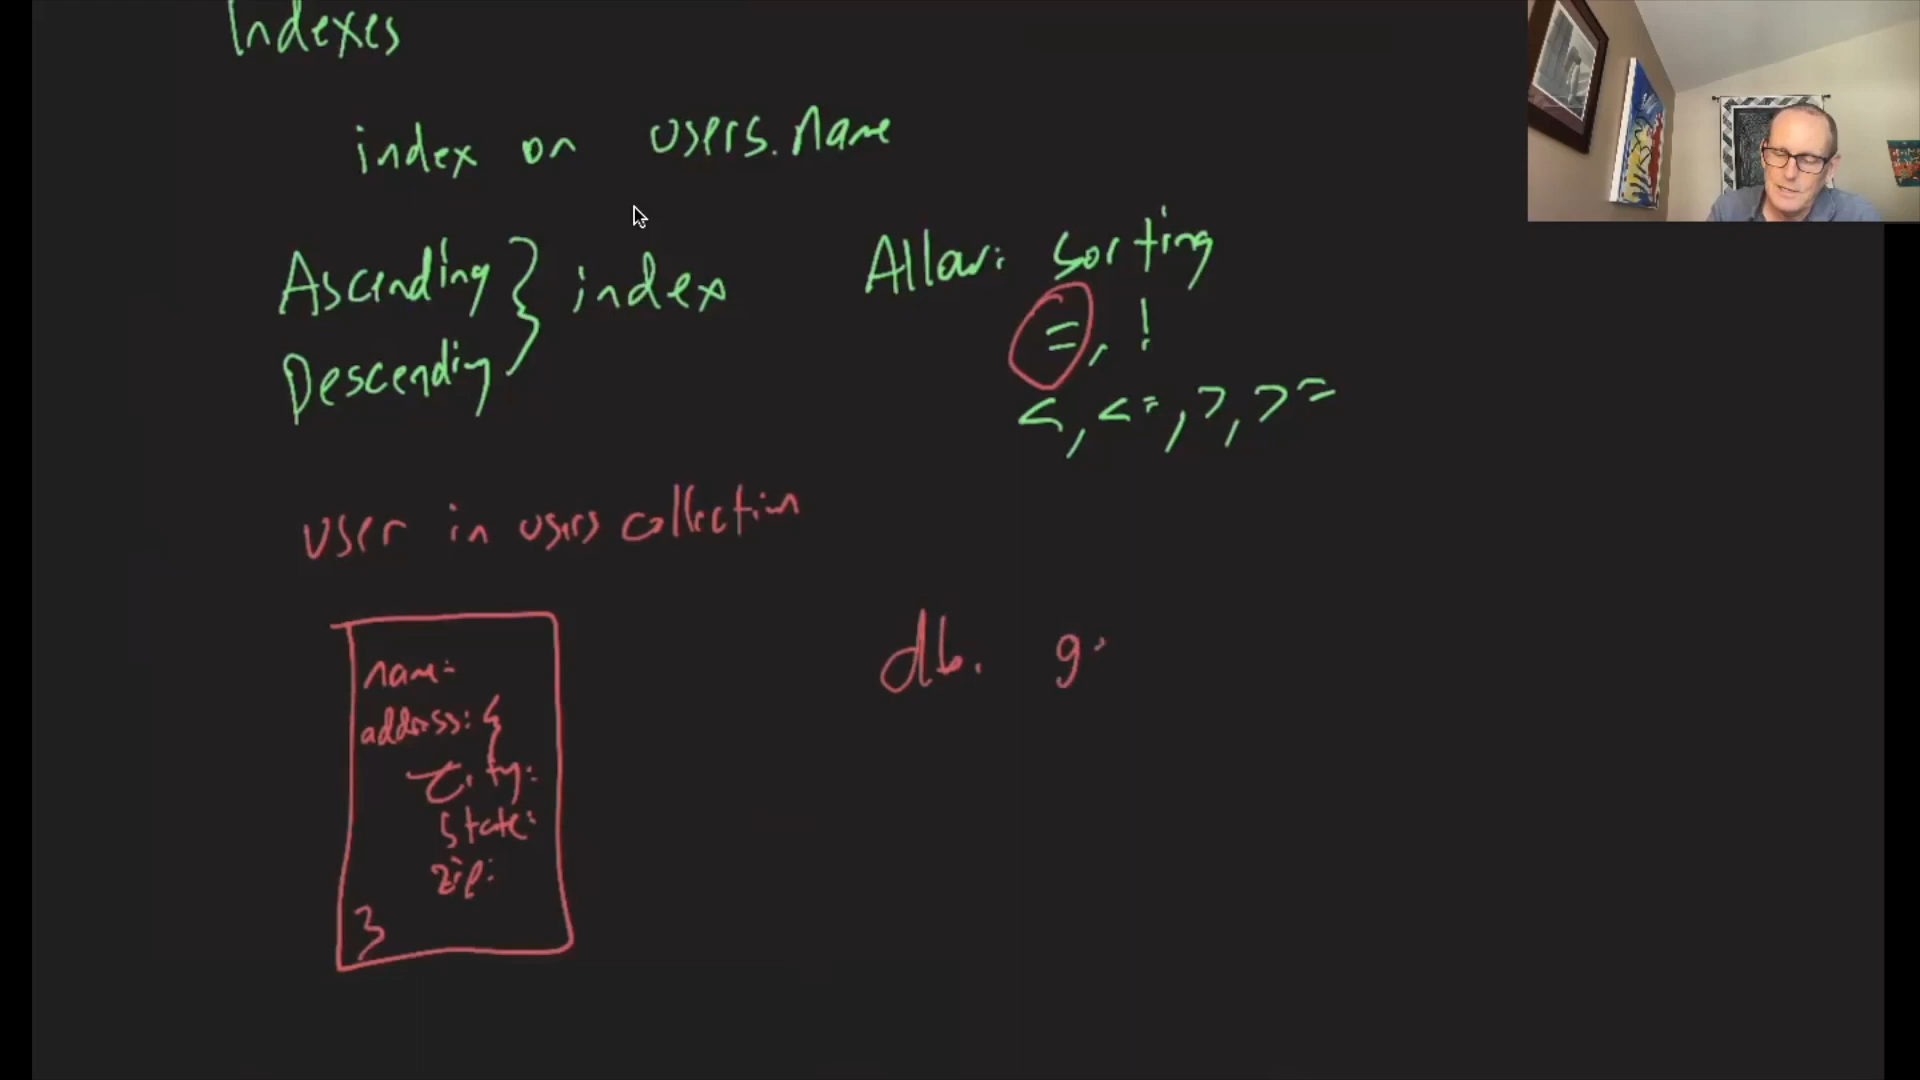 Indexes
index on users.name
Ascending } index
Descending
Allow: sorting
=, !
<, <=, >, >=
user in users collection
name:
address: {
city:
state:
zip:
}
db. g